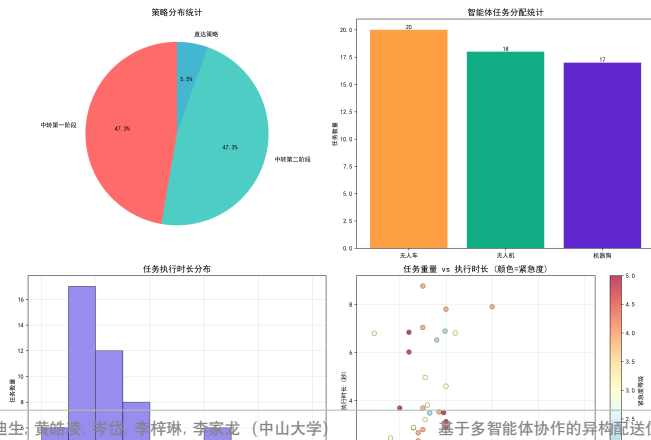 策略分布统计
直达策略
5.5%
中转第一阶段
47.3%
47.3%
中转第二阶段
智能体任务分配统计
20.0
17.5
15.0
12.5
10.0
7.5
5.0
2.5
0.0
任务数量
20
18
17
无人车
无人机
机器狗
任务执行时长分布
16
14
12
10
8
任务数量
任务重量 vs 执行时长 (颜色=紧急度)
8
6
4
执行时长 (秒)
5.0
4.5
4.0
3.5
3.0
2.5
紧急度等级
迪生, 黄皓凌, 岑岱, 李梓琳, 李家龙 (中山大学)
基于多智能体协作的异构配送